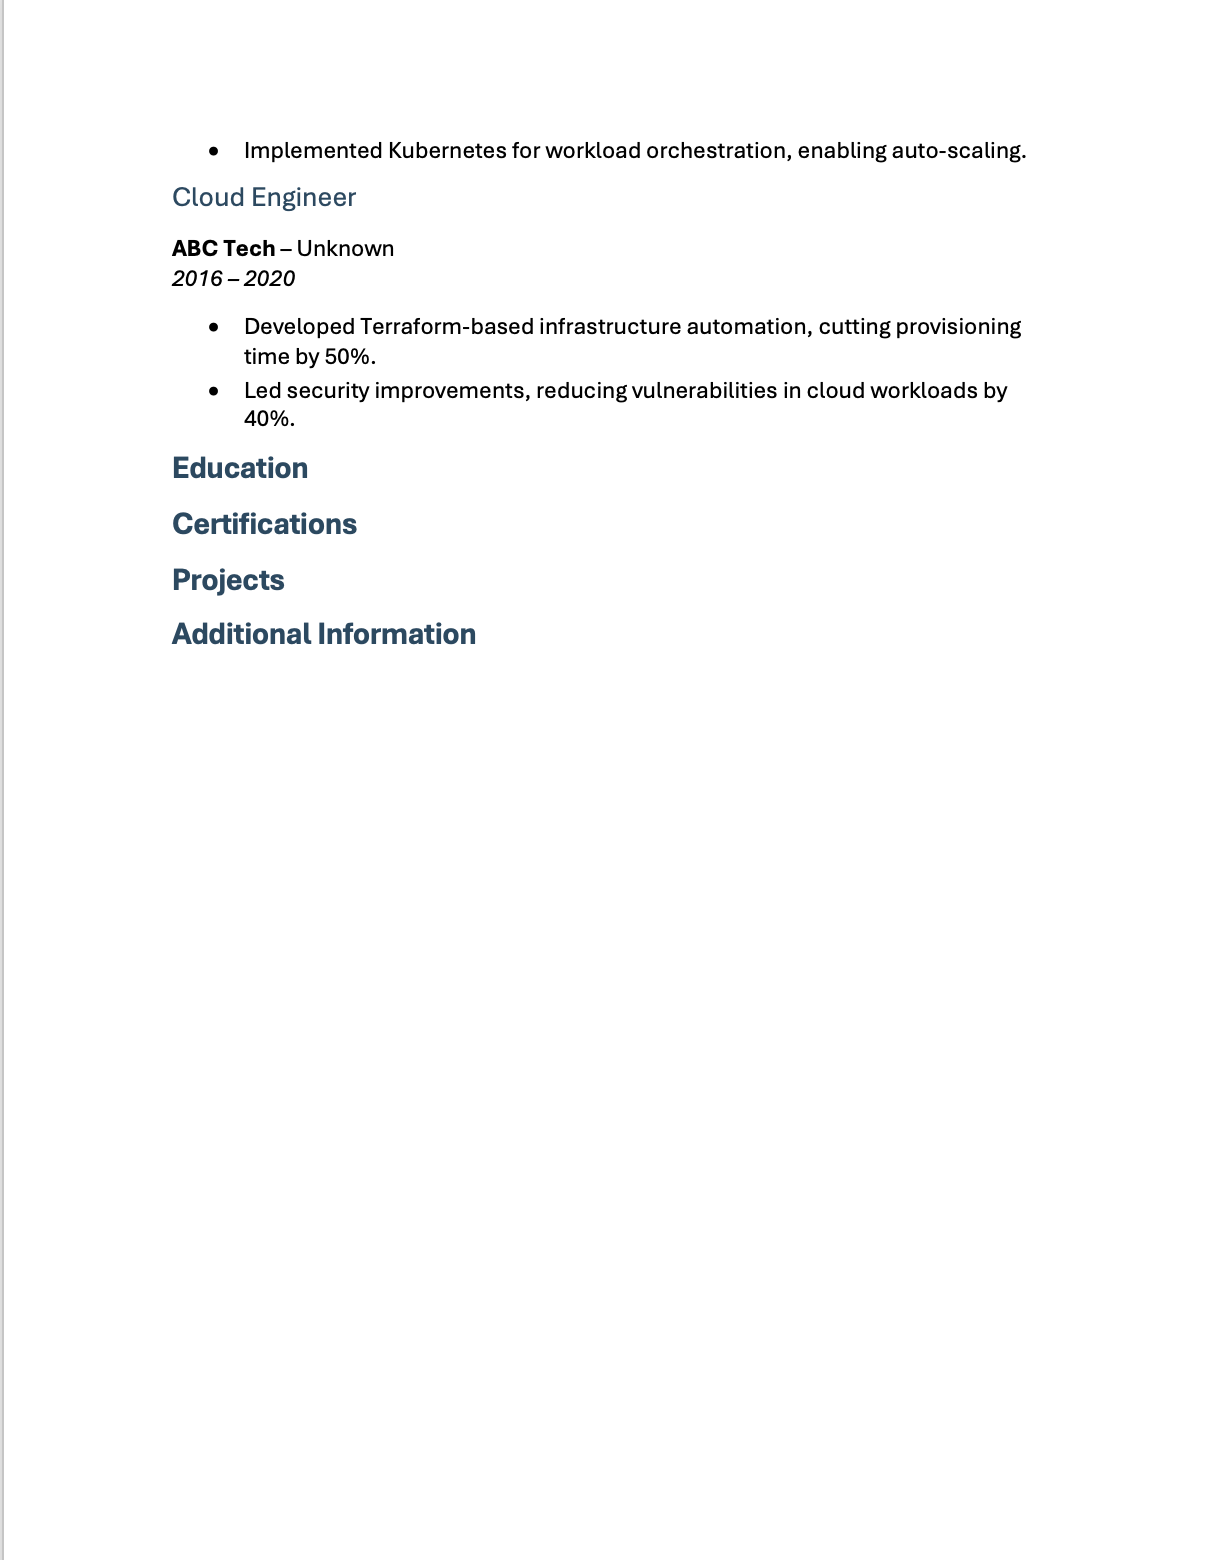 • Implemented Kubernetes for workload orchestration, enabling auto-scaling.
Cloud Engineer
ABC Tech – Unknown
2016 – 2020
• Developed Terraform-based infrastructure automation, cutting provisioning
time by 50%.
• Led security improvements, reducing vulnerabilities in cloud workloads by
40%.
Education
Certifications
Projects
Additional Information